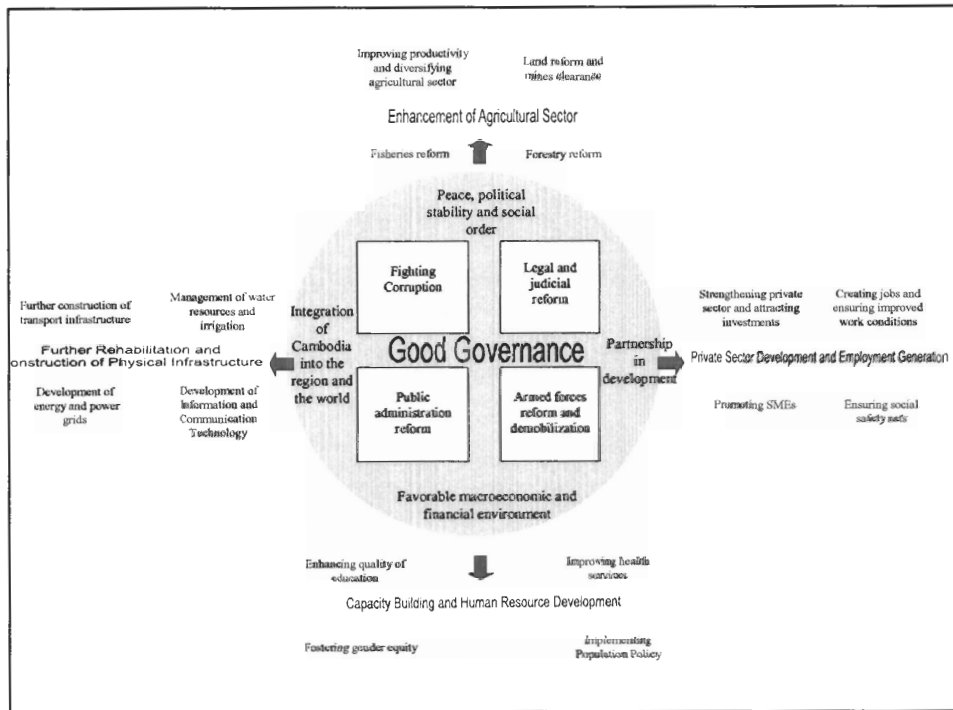 Improving productivity
and diversifying
agricultural sector
Land reform and
mines clearance
Enhancement of Agricultural Sector
Fisheries reform
Forestry reform
Peace, political
stability and social
order
Fighting
Corruption
Legal and
judicial
reform
Further construction of
transport infrastructure
Management of water
resources and
irrigation
Integration
of
Cambodia
into the
region and
the world
Strengthening private
sector and attracting
investments
Creating jobs and
ensuring improved
work conditions
Further Rehabilitation and
onstruction of Physical Infrastructure
Good Governance
Partnership
in
development
Private Sector Development and Employment Generation
Development of
energy and power
grids
Development of
Information and
Communication
Technology
Public
administration
reform
Armed forces
reform and
demobilization
Promoting SMEs
Ensuring social
safety nets
Favorable macroeconomic and
financial environment
Enhancing quality of
education
Improving health
services
Capacity Building and Human Resource Development
Fostering gender equity
Implementing
Population Policy